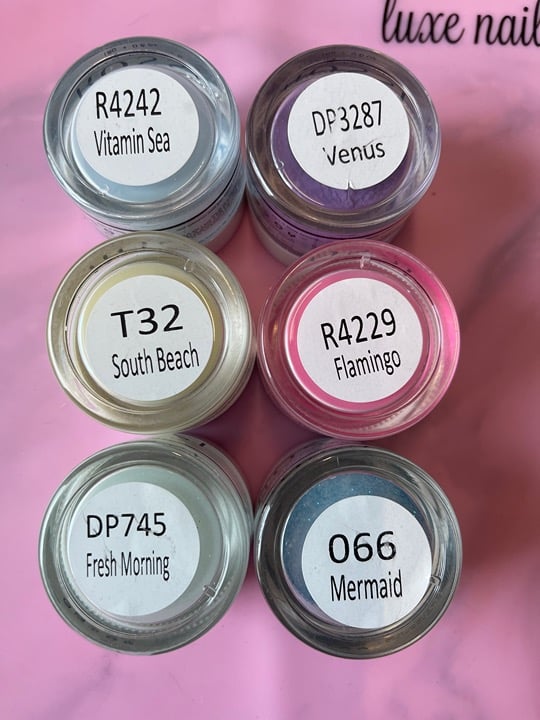 luxe nail
R4242
Vitamin Sea
DP3287
Venus
T32
South Beach
R4229
Flamingo
DP745
Fresh Morning
066
Mermaid